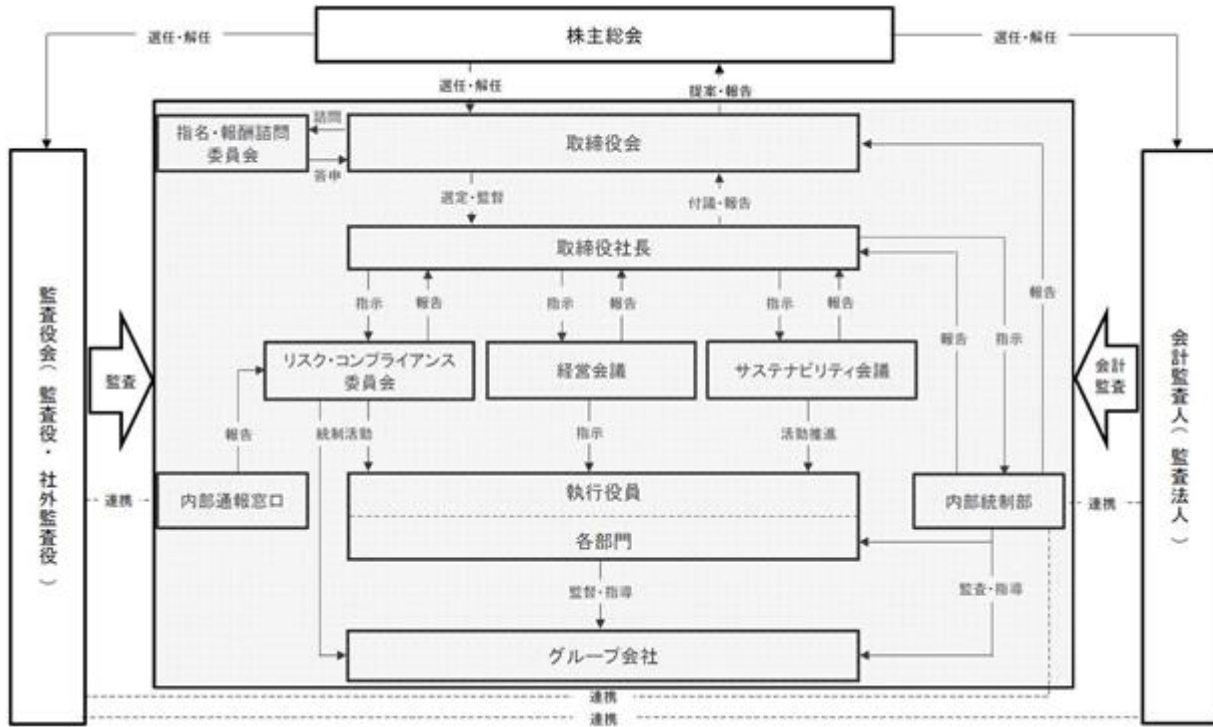 株主総会
選任・解任
選任・解任
選任・解任
提案・報告
指名・報酬諮問
委員会
諮問
答申
取締役会
選定・監督
付議・報告
取締役社長
指示
報告
指示
報告
指示
報告
報告
指示
報告
リスク・コンプライアンス
委員会
経営会議
サステナビリティ会議
監査
会計
監査
報告
統制活動
指示
活動推進
監査役会(監査役・社外監査役)
会計監査人(監査法人)
連携
内部通報窓口
執行役員
各部門
内部統制部
連携
監督・指導
監査・指導
グループ会社
連携
連携